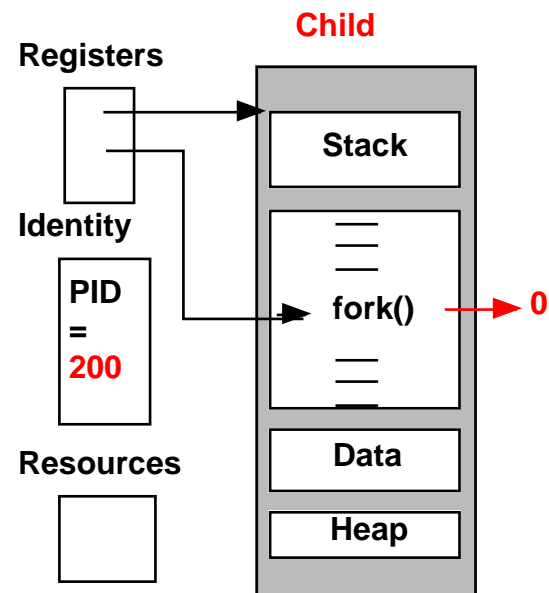 Child
Registers
Stack
Identity
PID
=
200
fork()
0
Resources
Data
Heap